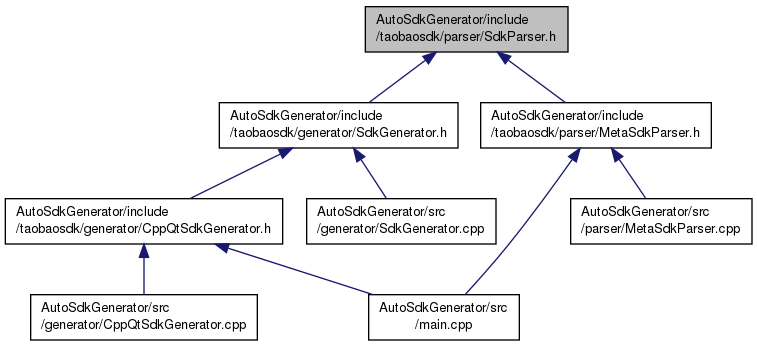 AutoSdkGenerator/include
/taobaosdk/parser/SdkParser.h
AutoSdkGenerator/include
/taobaosdk/generator/SdkGenerator.h
AutoSdkGenerator/include
/taobaosdk/parser/MetaSdkParser.h
AutoSdkGenerator/include
/taobaosdk/generator/CppQtSdkGenerator.h
AutoSdkGenerator/src
/generator/SdkGenerator.cpp
AutoSdkGenerator/src
/parser/MetaSdkParser.cpp
AutoSdkGenerator/src
/generator/CppQtSdkGenerator.cpp
AutoSdkGenerator/src
/main.cpp